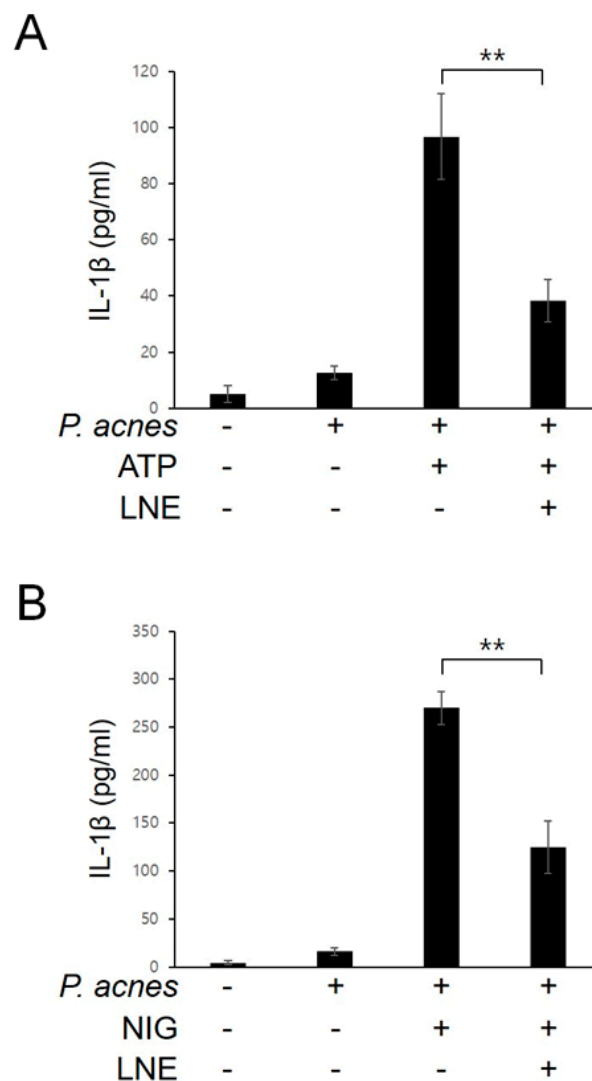 A
**
120
100
80
60
40
20
0
IL-1β (pg/ml)
P. acnes - + + +
ATP - - + +
LNE - - - +
B
**
350
300
250
200
150
100
50
0
IL-1β (pg/ml)
P. acnes - + + +
NIG - - + +
LNE - - - +